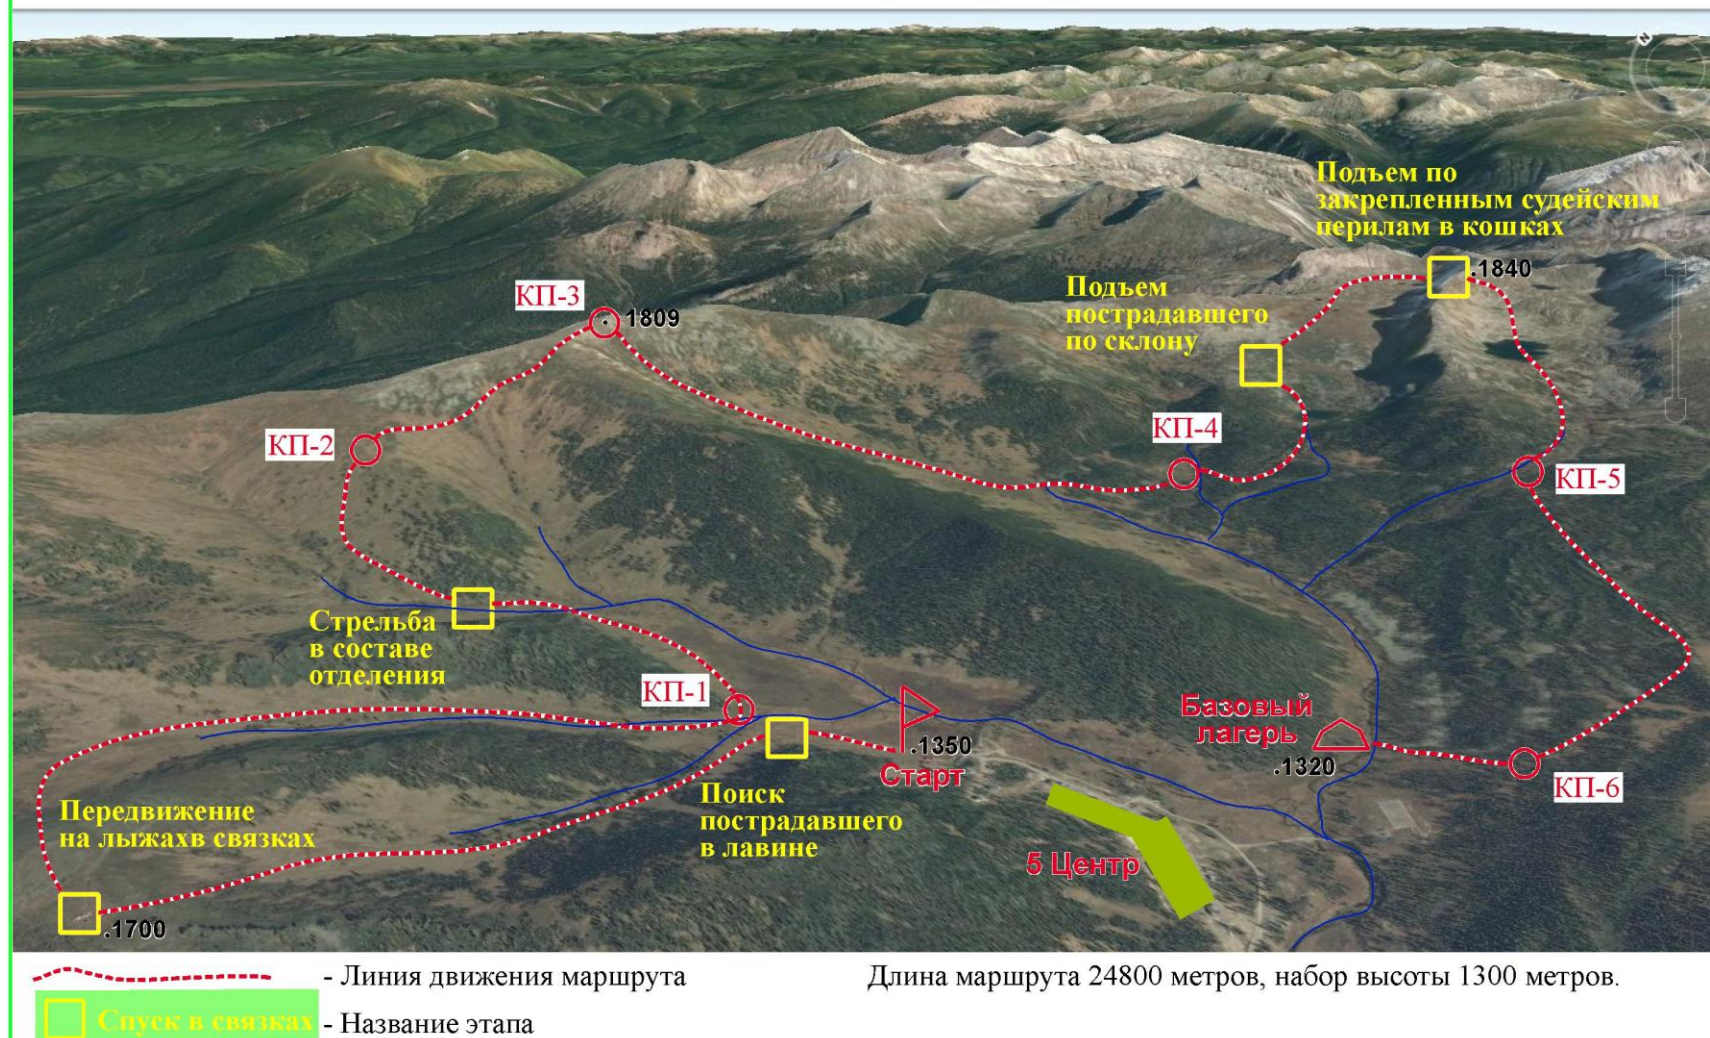 N
Подъем по
закрепленным судейским
перилам в кошках
.1840
КП-3
1809
Подъем
пострадавшего
по склону
КП-2
КП-4
КП-5
Стрельба
в составе
отделения
КП-1
Базовый
лагерь
.1320
.1350
Старт
КП-6
Передвижение
на лыжахв связках
Поиск
пострадавшего
в лавине
5 Центр
.1700
- Линия движения маршрута
Длина маршрута 24800 метров, набор высоты 1300 метров.
Спуск в связках - Название этапа